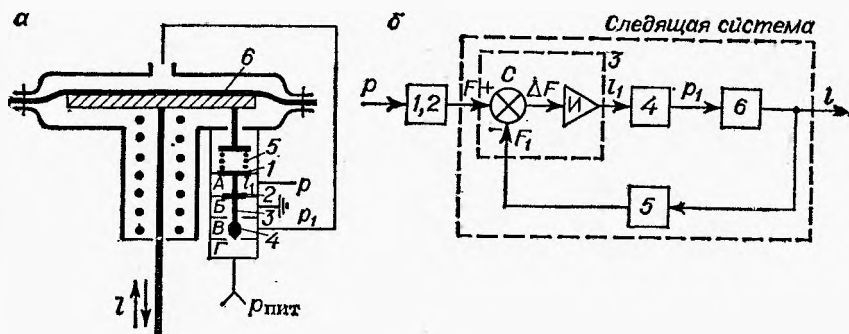 а
6
5
1
А l₁ p
2
Б
3 p₁
В
4
Г
l
pпит
б
Следящая система
3
p 1,2 F + С ΔF И l₁ 4 p₁ 6 l
− F₁
5